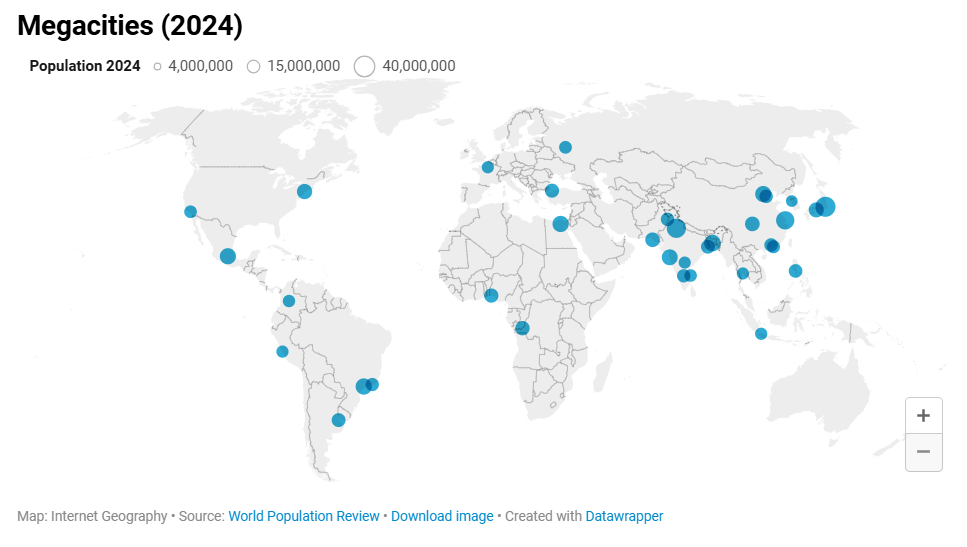 Megacities (2024)
Population 2024 4,000,000 15,000,000 40,000,000
+
−
Map: Internet Geography • Source: World Population Review • Download image • Created with Datawrapper